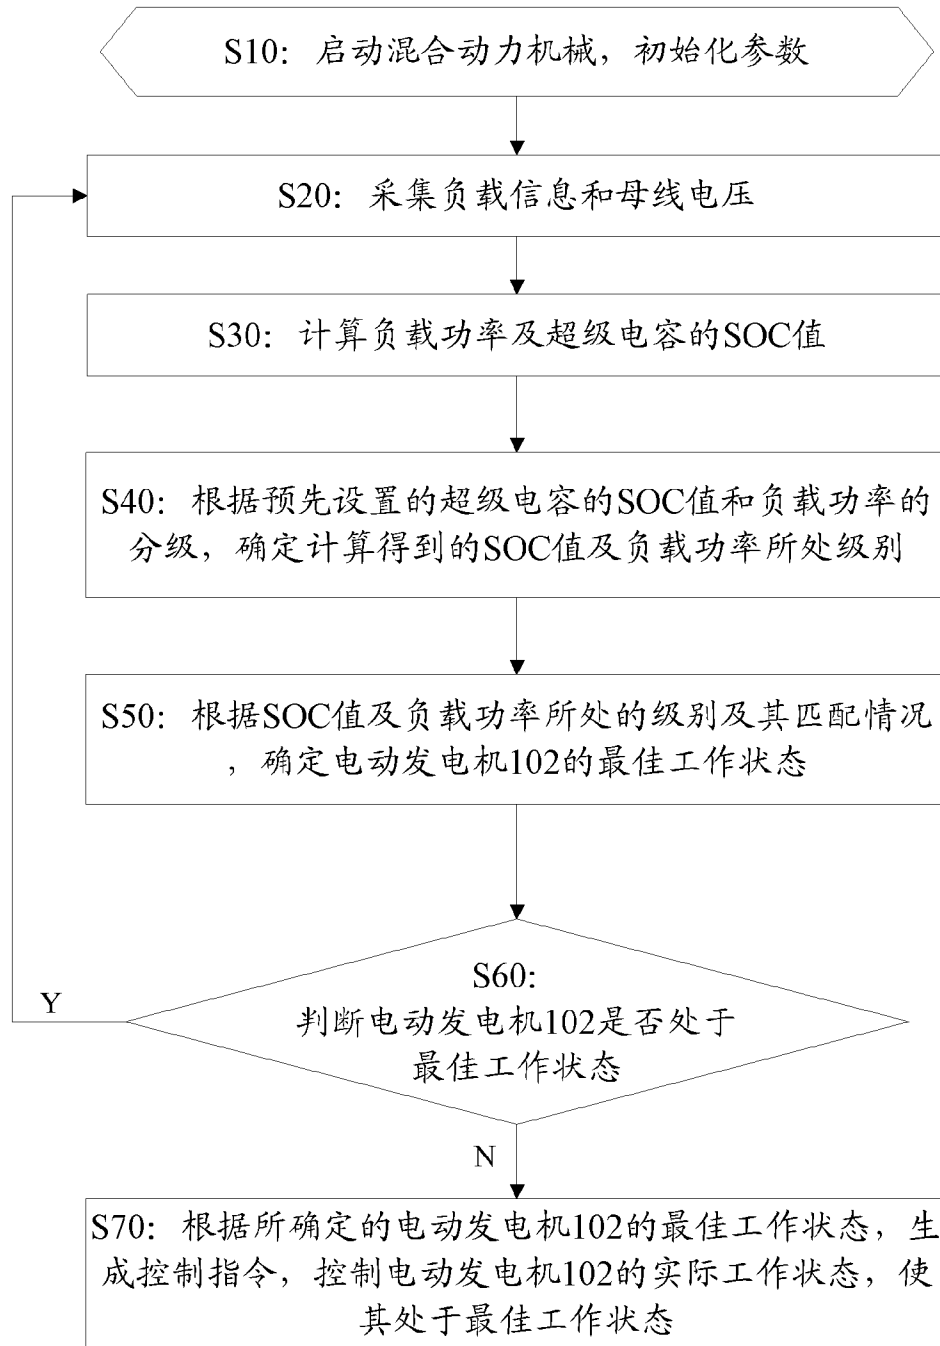 S10：启动混合动力机械，初始化参数
S20：采集负载信息和母线电压
S30：计算负载功率及超级电容的SOC值
S40：根据预先设置的超级电容的SOC值和负载功率的
分级，确定计算得到的SOC值及负载功率所处级别
S50：根据SOC值及负载功率所处的级别及其匹配情况
，确定电动发电机102的最佳工作状态
S60：
判断电动发电机102是否处于
最佳工作状态
Y
N
S70：根据所确定的电动发电机102的最佳工作状态，生
成控制指令，控制电动发电机102的实际工作状态，使
其处于最佳工作状态